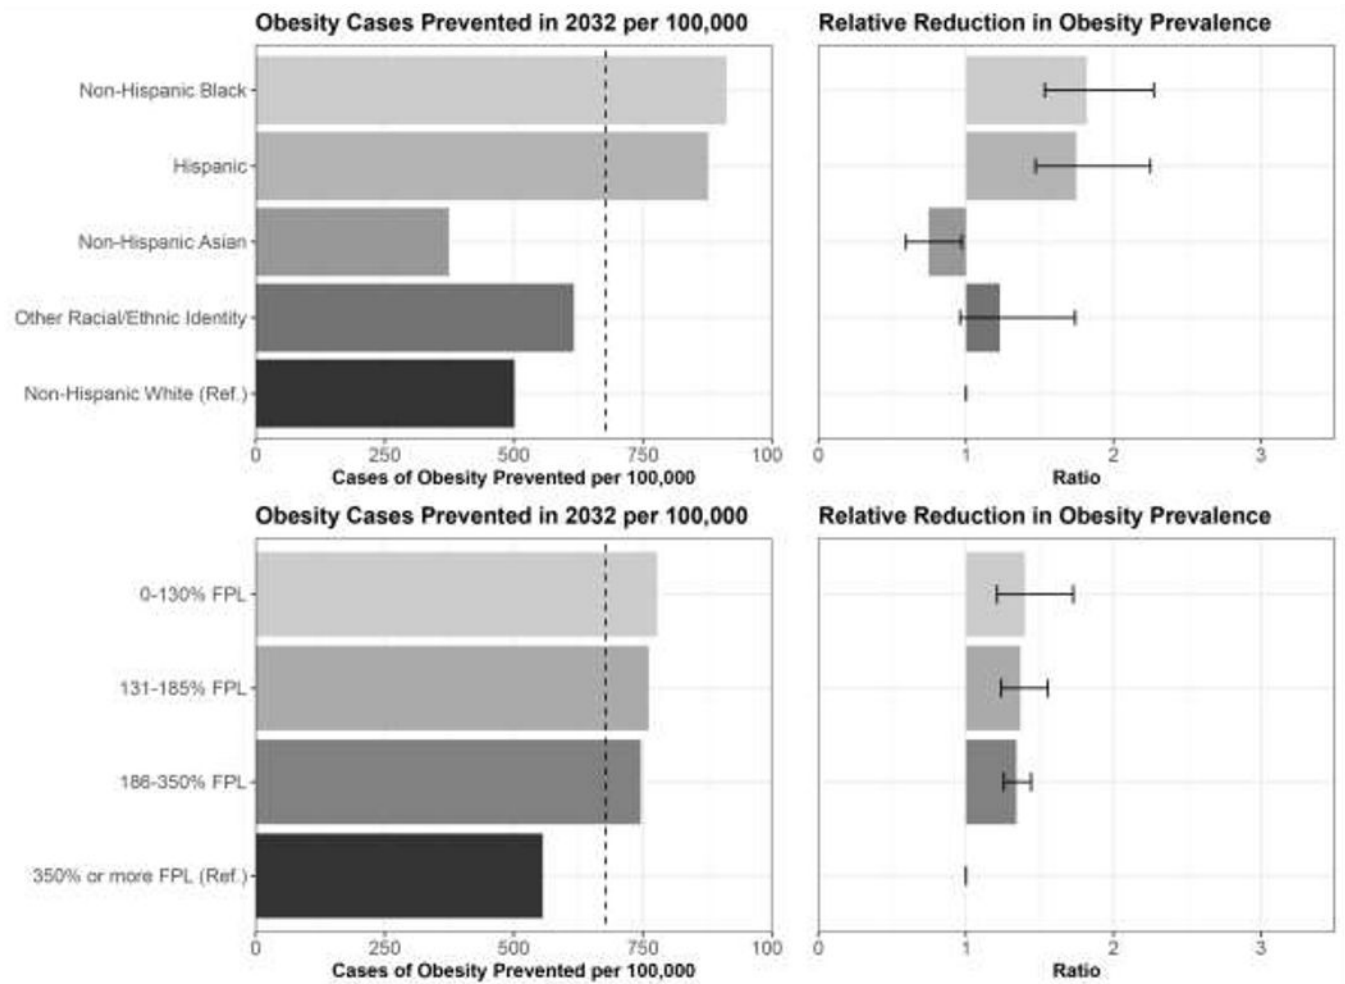 Obesity Cases Prevented in 2032 per 100,000
Non-Hispanic Black
Hispanic
Non-Hispanic Asian
Other Racial/Ethnic Identity
Non-Hispanic White (Ref.)
0 250 500 750 100
Cases of Obesity Prevented per 100,000
Relative Reduction in Obesity Prevalence
0 1 2 3
Ratio
Obesity Cases Prevented in 2032 per 100,000
0-130% FPL
131-185% FPL
186-350% FPL
350% or more FPL (Ref.)
0 250 500 750 100
Cases of Obesity Prevented per 100,000
Relative Reduction in Obesity Prevalence
0 1 2 3
Ratio